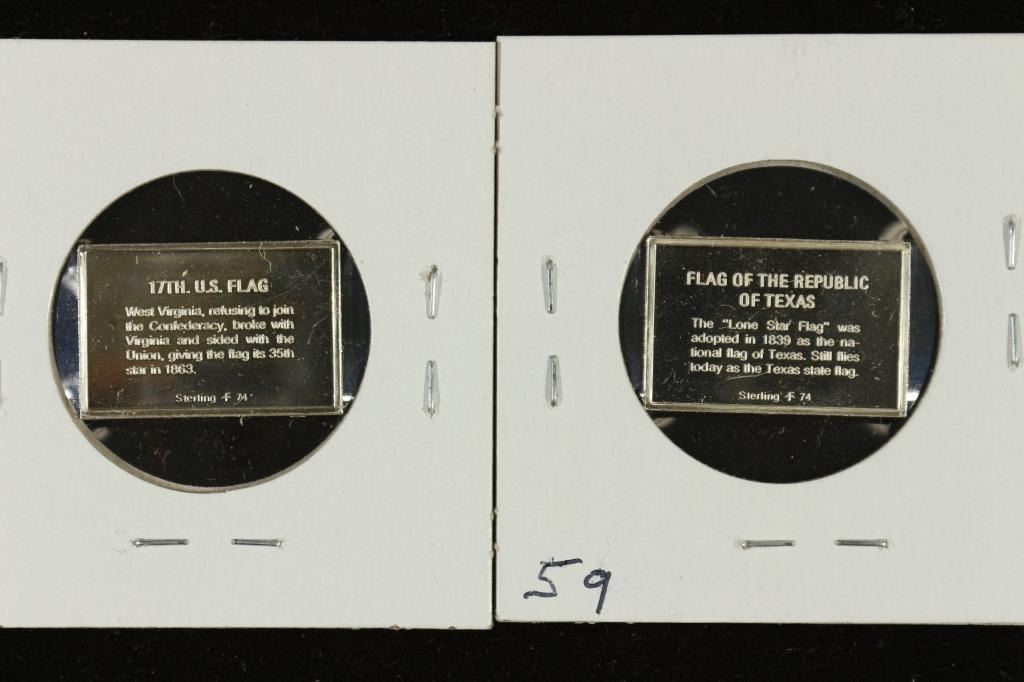 17TH. U.S. FLAG
West Virginia, refusing to join
the Confederacy, broke with
Virginia and sided with the
Union, giving the flag its 35th
star in 1863.
Sterling 74
FLAG OF THE REPUBLIC
OF TEXAS
The "Lone Star Flag" was
adopted in 1839 as the na-
tional flag of Texas. Still flies
today as the Texas state flag.
Sterling 74
59